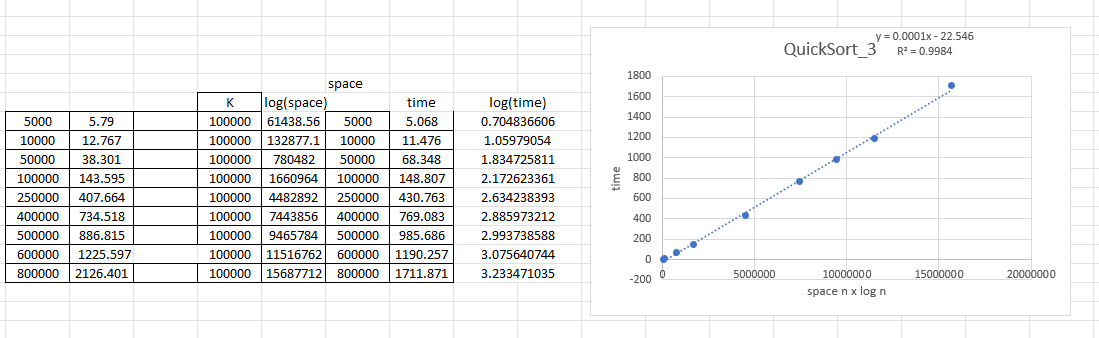 space
K log(space) time log(time)
5000 5.79 100000 61438.56 5000 5.068 0.704836606
10000 12.767 100000 132877.1 10000 11.476 1.05979054
50000 38.301 100000 780482 50000 68.348 1.834725811
100000 143.595 100000 1660964 100000 148.807 2.172623361
250000 407.664 100000 4482892 250000 430.763 2.634238393
400000 734.518 100000 7443856 400000 769.083 2.885973212
500000 886.815 100000 9465784 500000 985.686 2.993738588
600000 1225.597 100000 11516762 600000 1190.257 3.075640744
800000 2126.401 100000 15687712 800000 1711.871 3.233471035
y = 0.0001x - 22.546
QuickSort_3 R² = 0.9984
1800
1600
1400
1200
1000
800
600
400
200
0
-200
time
0 5000000 10000000 15000000 20000000
space n x log n